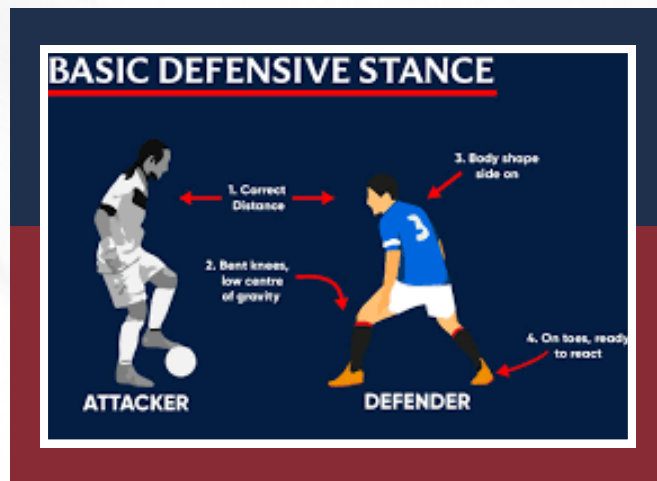 BASIC DEFENSIVE STANCE
3. Body shape
side on
1. Correct
Distance
3
2. Bent knees,
low centre
of gravity
4. On toes, ready
to react
ATTACKER
DEFENDER